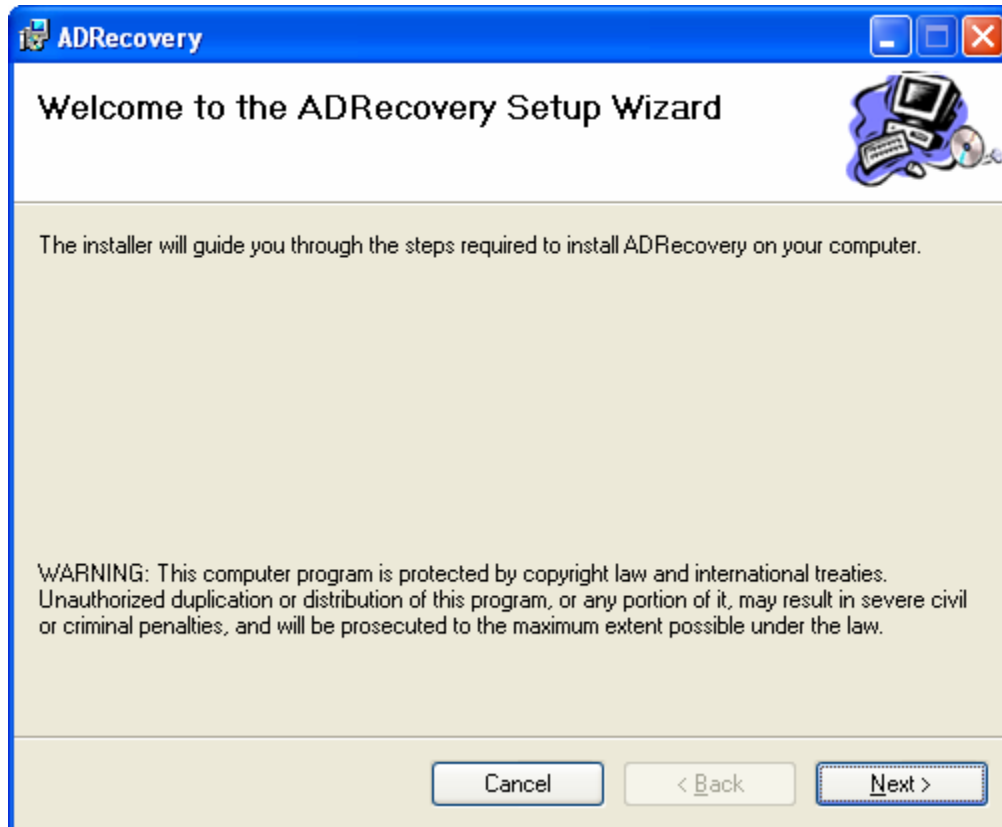 ADRecovery
Welcome to the ADRecovery Setup Wizard
The installer will guide you through the steps required to install ADRecovery on your computer.
WARNING: This computer program is protected by copyright law and international treaties.
Unauthorized duplication or distribution of this program, or any portion of it, may result in severe civil
or criminal penalties, and will be prosecuted to the maximum extent possible under the law.
Cancel < Back Next >